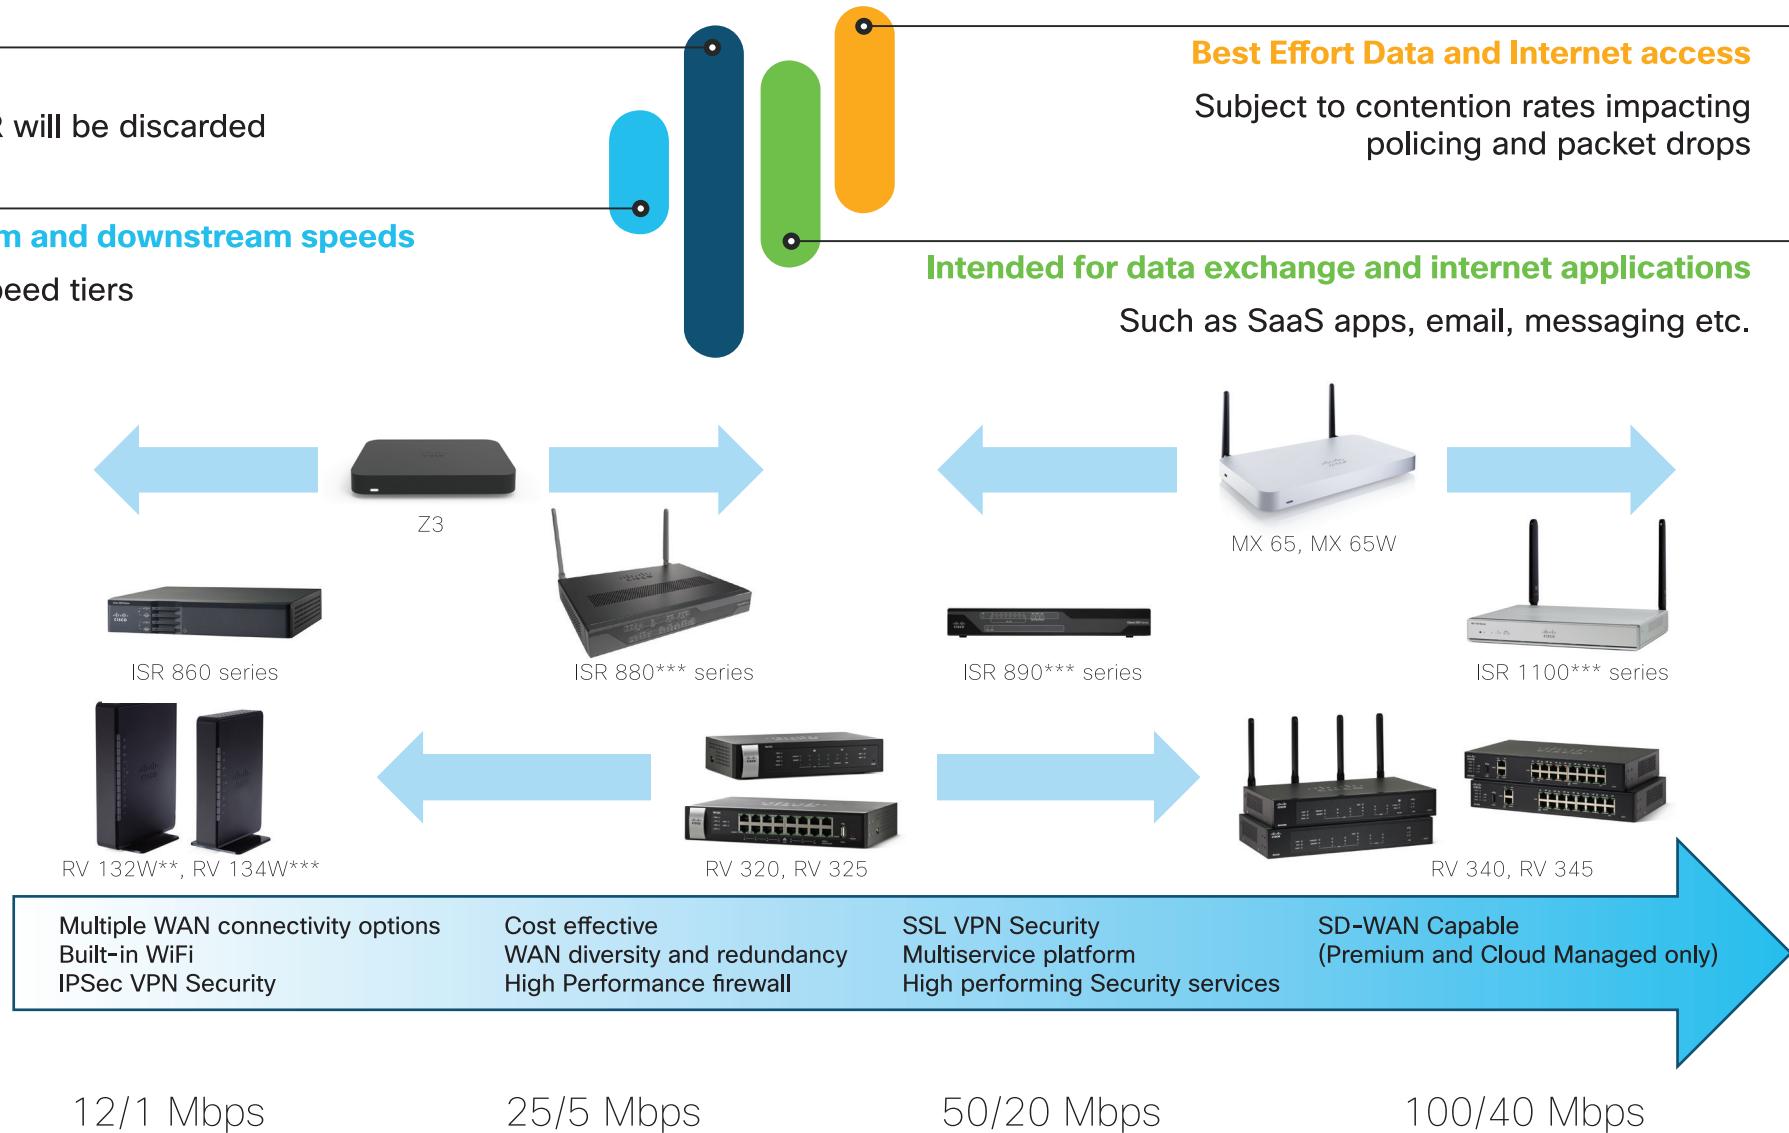 R will be discarded
m and downstream speeds
peed tiers
Best Effort Data and Internet access
Subject to contention rates impacting
policing and packet drops
Intended for data exchange and internet applications
Such as SaaS apps, email, messaging etc.
Z3
MX 65, MX 65W
ISR 860 series
ISR 880*** series
ISR 890*** series
ISR 1100*** series
RV 132W**, RV 134W***
RV 320, RV 325
RV 340, RV 345
Multiple WAN connectivity options
Built-in WiFi
IPSec VPN Security
Cost effective
WAN diversity and redundancy
High Performance firewall
SSL VPN Security
Multiservice platform
High performing Security services
SD-WAN Capable
(Premium and Cloud Managed only)
12/1 Mbps
25/5 Mbps
50/20 Mbps
100/40 Mbps